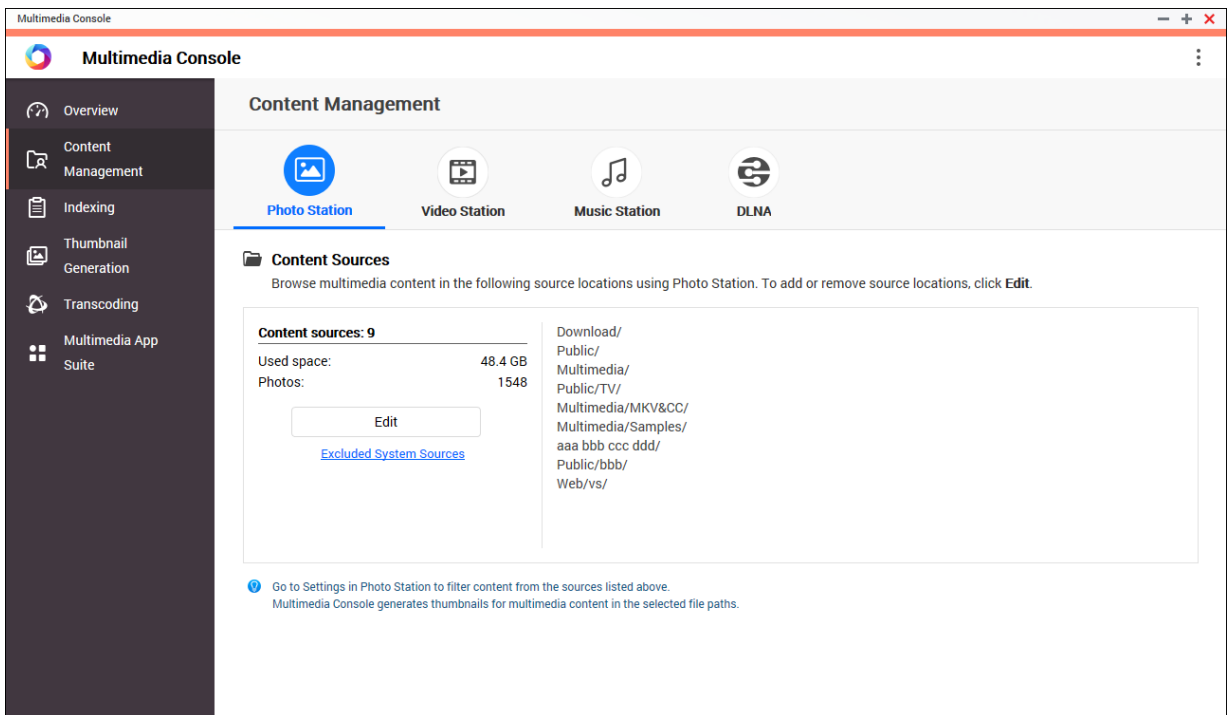 Multimedia Console
Multimedia Console
Overview
Content
Management
Indexing
Thumbnail
Generation
Transcoding
Multimedia App
Suite
Content Management
Photo Station
Video Station
Music Station
DLNA
Content Sources
Browse multimedia content in the following source locations using Photo Station. To add or remove source locations, click Edit.
Content sources: 9
Used space: 48.4 GB
Photos: 1548
Edit
Excluded System Sources
Download/
Public/
Multimedia/
Public/TV/
Multimedia/MKV&CC/
Multimedia/Samples/
aaa bbb ccc ddd/
Public/bbb/
Web/vs/
Go to Settings in Photo Station to filter content from the sources listed above.
Multimedia Console generates thumbnails for multimedia content in the selected file paths.